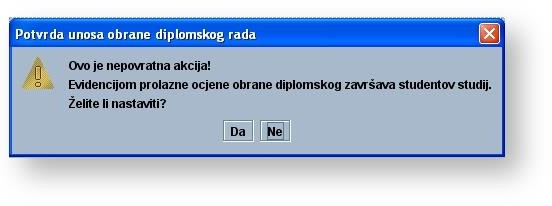 Potvrda unosa obrane diplomskog rada
Ovo je nepovratna akcija!
Evidencijom prolazne ocjene obrane diplomskog završava studentov studij.
Želite li nastaviti?
Da Ne